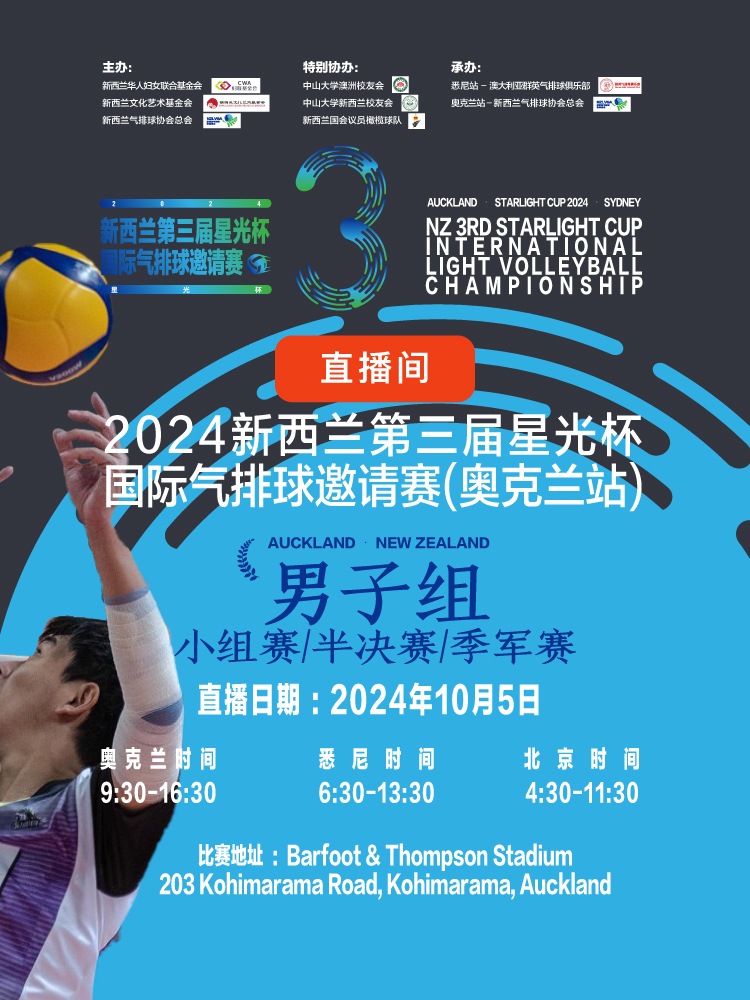 主办:
新西兰华人妇女联合基金会
新西兰文化艺术基金会
新西兰气排球协会总会
特别协办:
中山大学澳洲校友会
中山大学新西兰校友会
新西兰国会议员橄榄球队
承办:
悉尼站 – 澳大利亚群英气排球俱乐部
奥克兰站 – 新西兰气排球协会总会
CWA
2 0 2 4
新西兰第三届星光杯
国际气排球邀请赛
星 光 杯
3
AUCKLAND · STARLIGHT CUP 2024 · SYDNEY
NZ 3RD STARLIGHT CUP
INTERNATIONAL
LIGHT VOLLEYBALL
CHAMPIONSHIP
直播间
2024新西兰第三届星光杯
国际气排球邀请赛(奥克兰站)
AUCKLAND · NEW ZEALAND
男子组
小组赛/半决赛/季军赛
直播日期：2024年10月5日
奥克兰时间
9:30-16:30
悉尼时间
6:30-13:30
北京时间
4:30-11:30
比赛地址：Barfoot & Thompson Stadium
203 Kohimarama Road, Kohimarama, Auckland